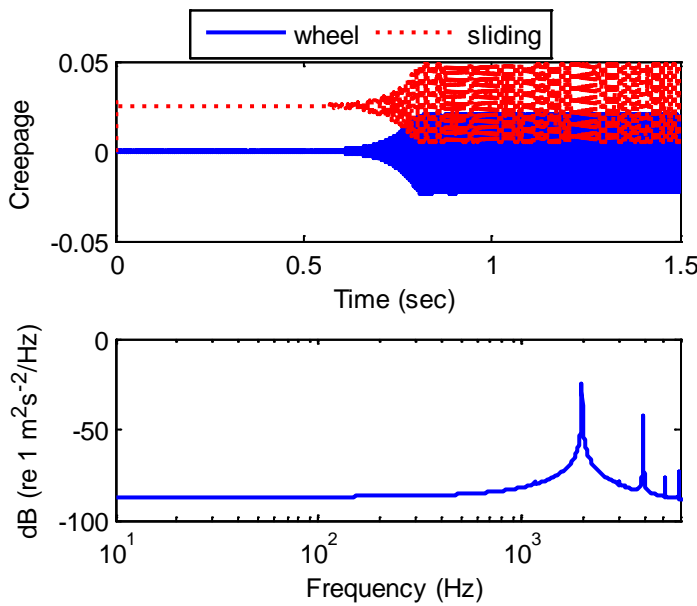 wheel sliding
0.05
0
-0.05
Creepage
0 0.5 1 1.5
Time (sec)
0
-50
-100
dB (re 1 m²s⁻²/Hz)
10¹ 10² 10³
Frequency (Hz)